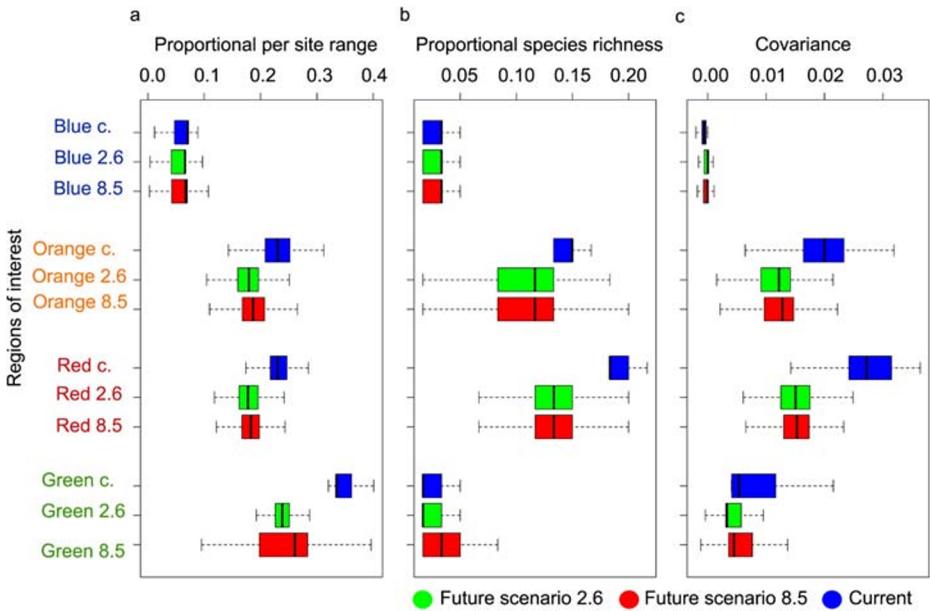 a b c
Proportional per site range Proportional species richness Covariance
0.0 0.1 0.2 0.3 0.4 0.05 0.10 0.15 0.20 0.00 0.01 0.02 0.03
Regions of interest
Blue c.
Blue 2.6
Blue 8.5
Orange c.
Orange 2.6
Orange 8.5
Red c.
Red 2.6
Red 8.5
Green c.
Green 2.6
Green 8.5
Future scenario 2.6 Future scenario 8.5 Current